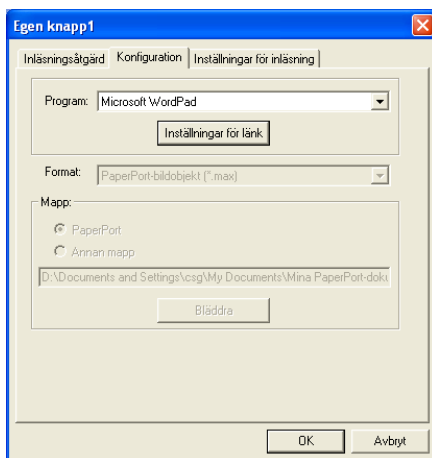 Egen knapp1
Inläsningsåtgärd Konfiguration Inställningar för inläsning
Program: Microsoft WordPad
Inställningar för länk
Format: PaperPort-bildobjekt (*.max)
Mapp:
PaperPort
Annan mapp
D:\Documents and Settings\csg\My Documents\Mina PaperPort-doku
Bläddra
OK Avbryt